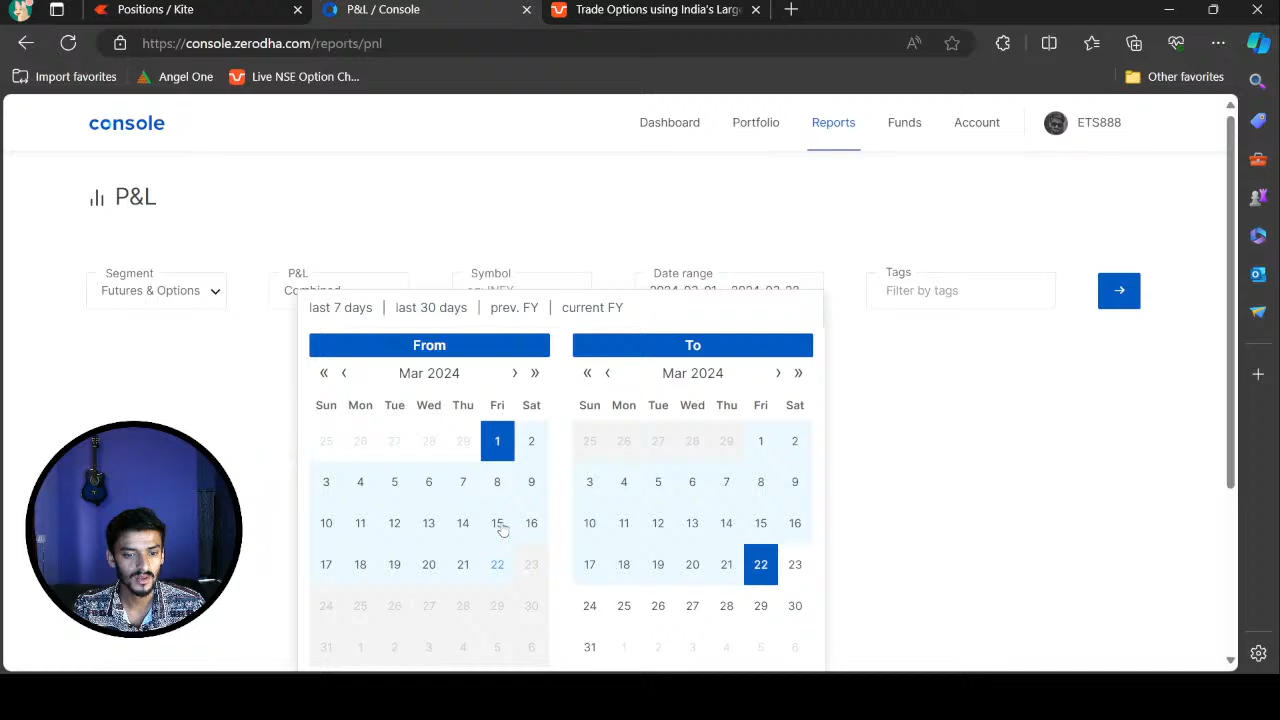 Positions / Kite
P&L / Console
Trade Options using India's Larg
https://console.zerodha.com/reports/pnl
Import favorites
Angel One
Live NSE Option Ch...
Other favorites
console
Dashboard
Portfolio
Reports
Funds
Account
ETS888
P&L
Segment
P&L
Symbol
Date range
Tags
Futures & Options
Filter by tags
last 7 days | last 30 days | prev. FY | current FY
From
To
« ‹ Mar 2024 › »
« ‹ Mar 2024 › »
Sun Mon Tue Wed Thu Fri Sat
Sun Mon Tue Wed Thu Fri Sat
25 26 27 28 29 1 2
25 26 27 28 29 1 2
3 4 5 6 7 8 9
3 4 5 6 7 8 9
10 11 12 13 14 15 16
10 11 12 13 14 15 16
17 18 19 20 21 22 23
17 18 19 20 21 22 23
24 25 26 27 28 29 30
24 25 26 27 28 29 30
31 1 2 3 4 5 6
31 1 2 3 4 5 6